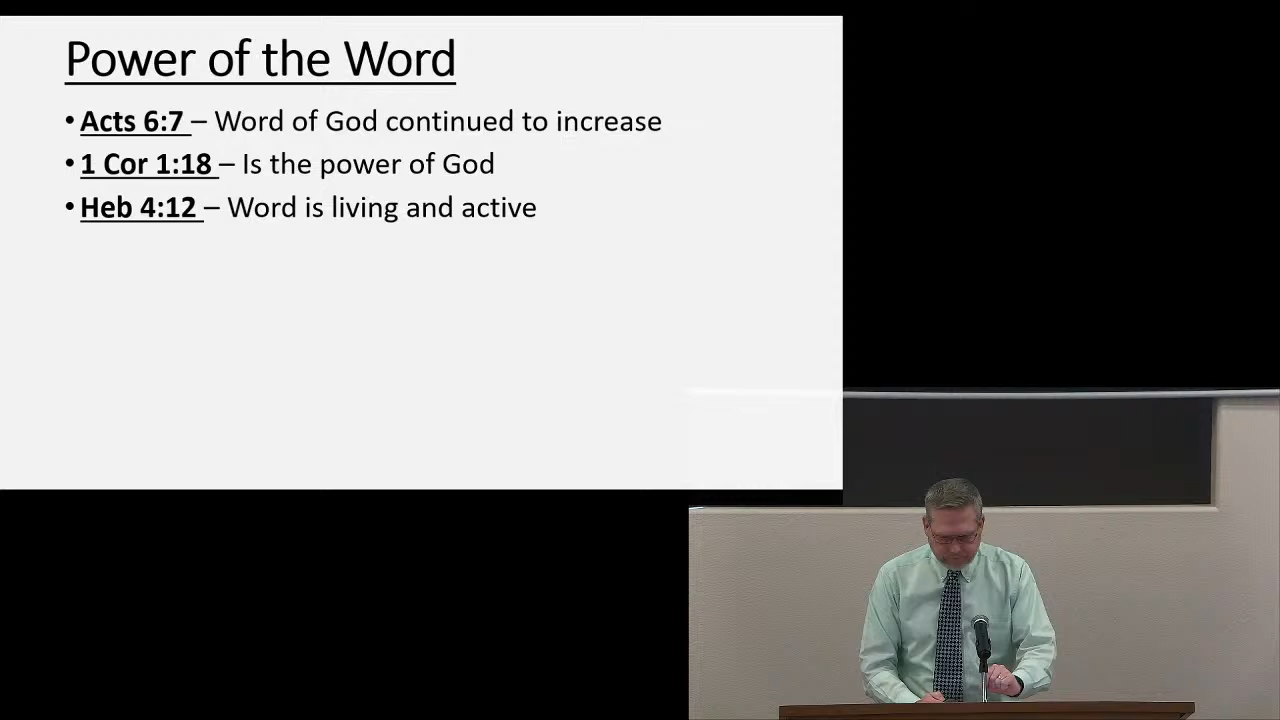 Power of the Word
• Acts 6:7 – Word of God continued to increase
• 1 Cor 1:18 – Is the power of God
• Heb 4:12 – Word is living and active